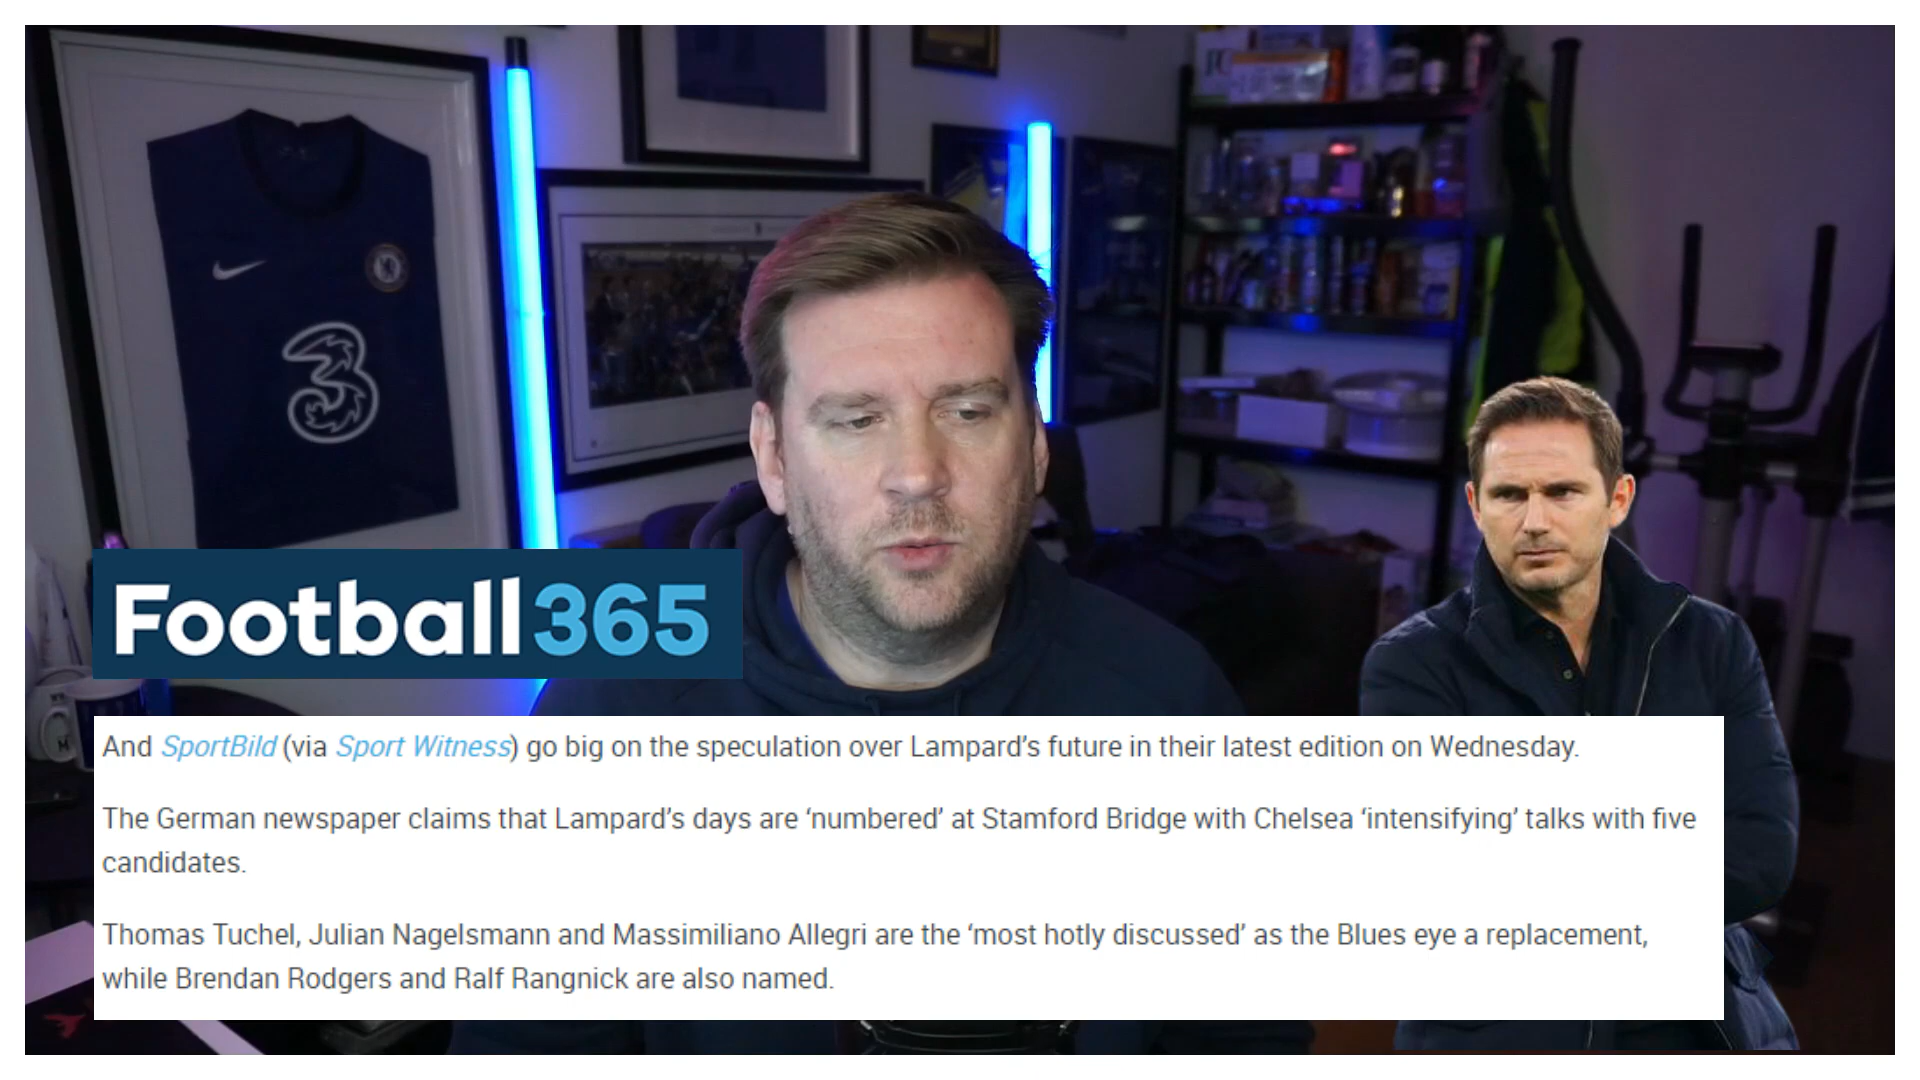 3
Football365
And SportBild (via Sport Witness) go big on the speculation over Lampard’s future in their latest edition on Wednesday.
The German newspaper claims that Lampard’s days are ‘numbered’ at Stamford Bridge with Chelsea ‘intensifying’ talks with five
candidates.
Thomas Tuchel, Julian Nagelsmann and Massimiliano Allegri are the ‘most hotly discussed’ as the Blues eye a replacement,
while Brendan Rodgers and Ralf Rangnick are also named.